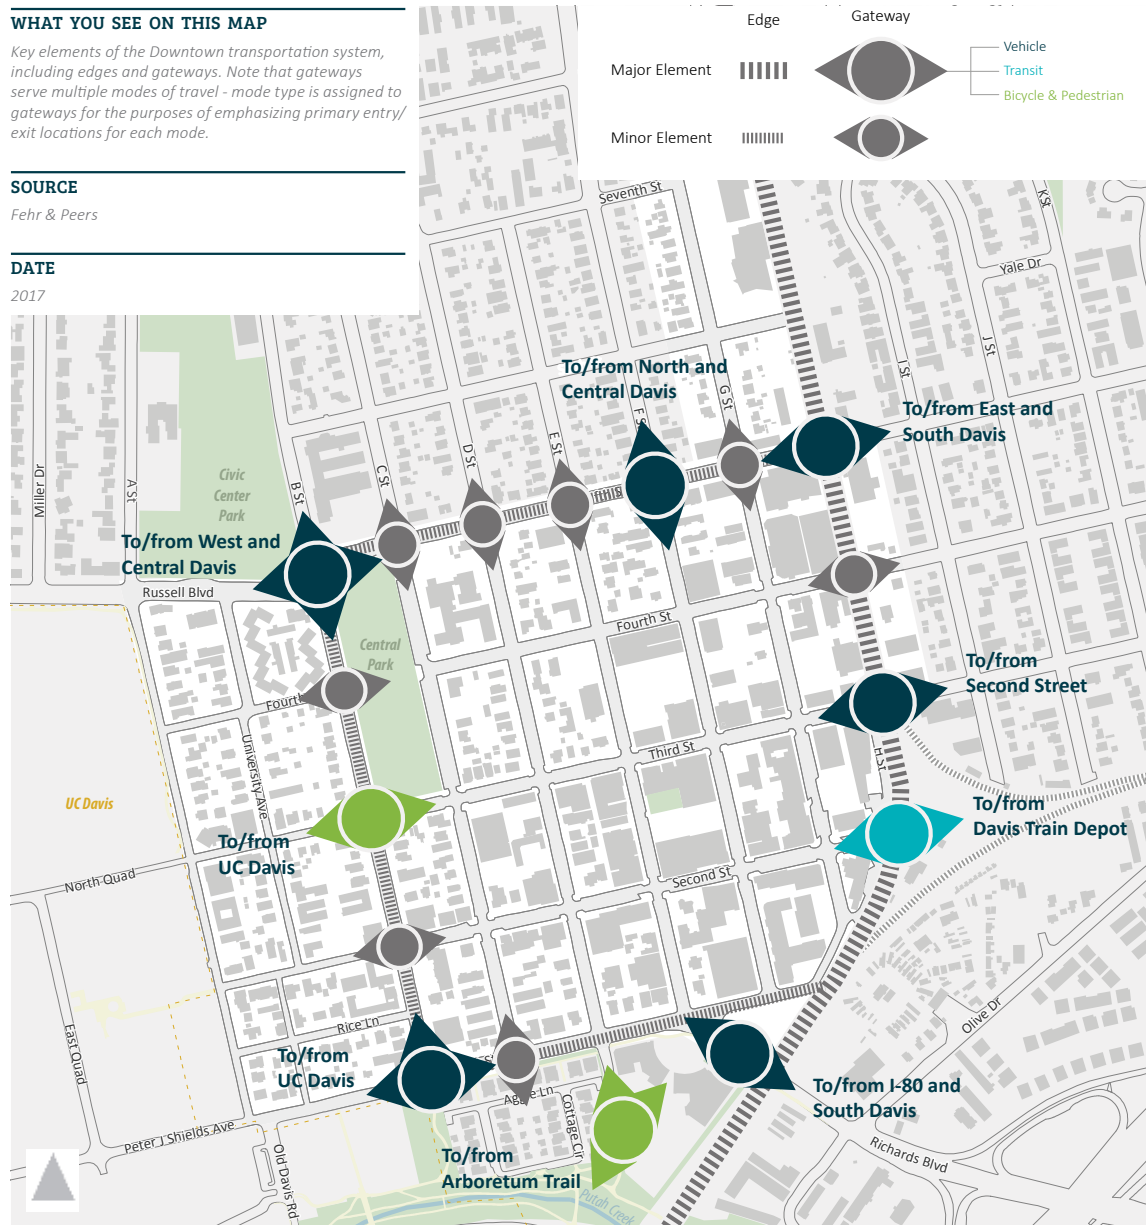 WHAT YOU SEE ON THIS MAP
Key elements of the Downtown transportation system,
including edges and gateways. Note that gateways
serve multiple modes of travel - mode type is assigned to
gateways for the purposes of emphasizing primary entry/
exit locations for each mode.
SOURCE
Fehr & Peers
DATE
2017
Edge
Gateway
Major Element
Vehicle
Transit
Bicycle & Pedestrian
Minor Element
Seventh St
K St
Yale Dr
J St
I St
To/from North and
Central Davis
G St
To/from East and
South Davis
D St
E St
C St
B St
A St
Miller Dr
Civic
Center
Park
To/from West and
Central Davis
Russell Blvd
Fourth St
Central
Park
To/from
Second Street
Fourth
Third St
H St
University Ave
UC Davis
To/from
Davis Train Depot
To/from
UC Davis
North Quad
Second St
Rice Ln
Olive Dr
East Quad
To/from
UC Davis
To/from I-80 and
South Davis
Cottage Cir
Peter J Shields Ave
Old Davis Rd
Richards Blvd
To/from
Arboretum Trail
Putah Creek